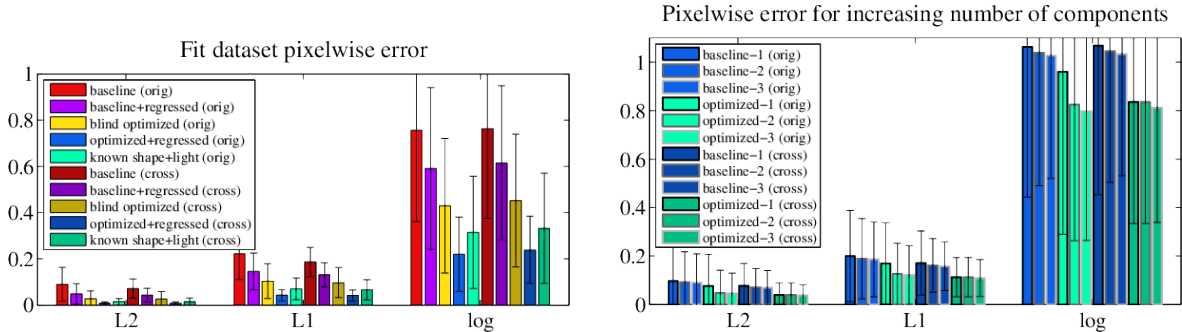 Fit dataset pixelwise error
1
0.8
0.6
0.4
0.2
0
baseline (orig)
baseline+regressed (orig)
blind optimized (orig)
optimized+regressed (orig)
known shape+light (orig)
baseline (cross)
baseline+regressed (cross)
blind optimized (cross)
optimized+regressed (cross)
known shape+light (cross)
L2
L1
log
Pixelwise error for increasing number of components
1
0.8
0.6
0.4
0.2
0
baseline−1 (orig)
baseline−2 (orig)
baseline−3 (orig)
optimized−1 (orig)
optimized−2 (orig)
optimized−3 (orig)
baseline−1 (cross)
baseline−2 (cross)
baseline−3 (cross)
optimized−1 (cross)
optimized−2 (cross)
optimized−3 (cross)
L2
L1
log